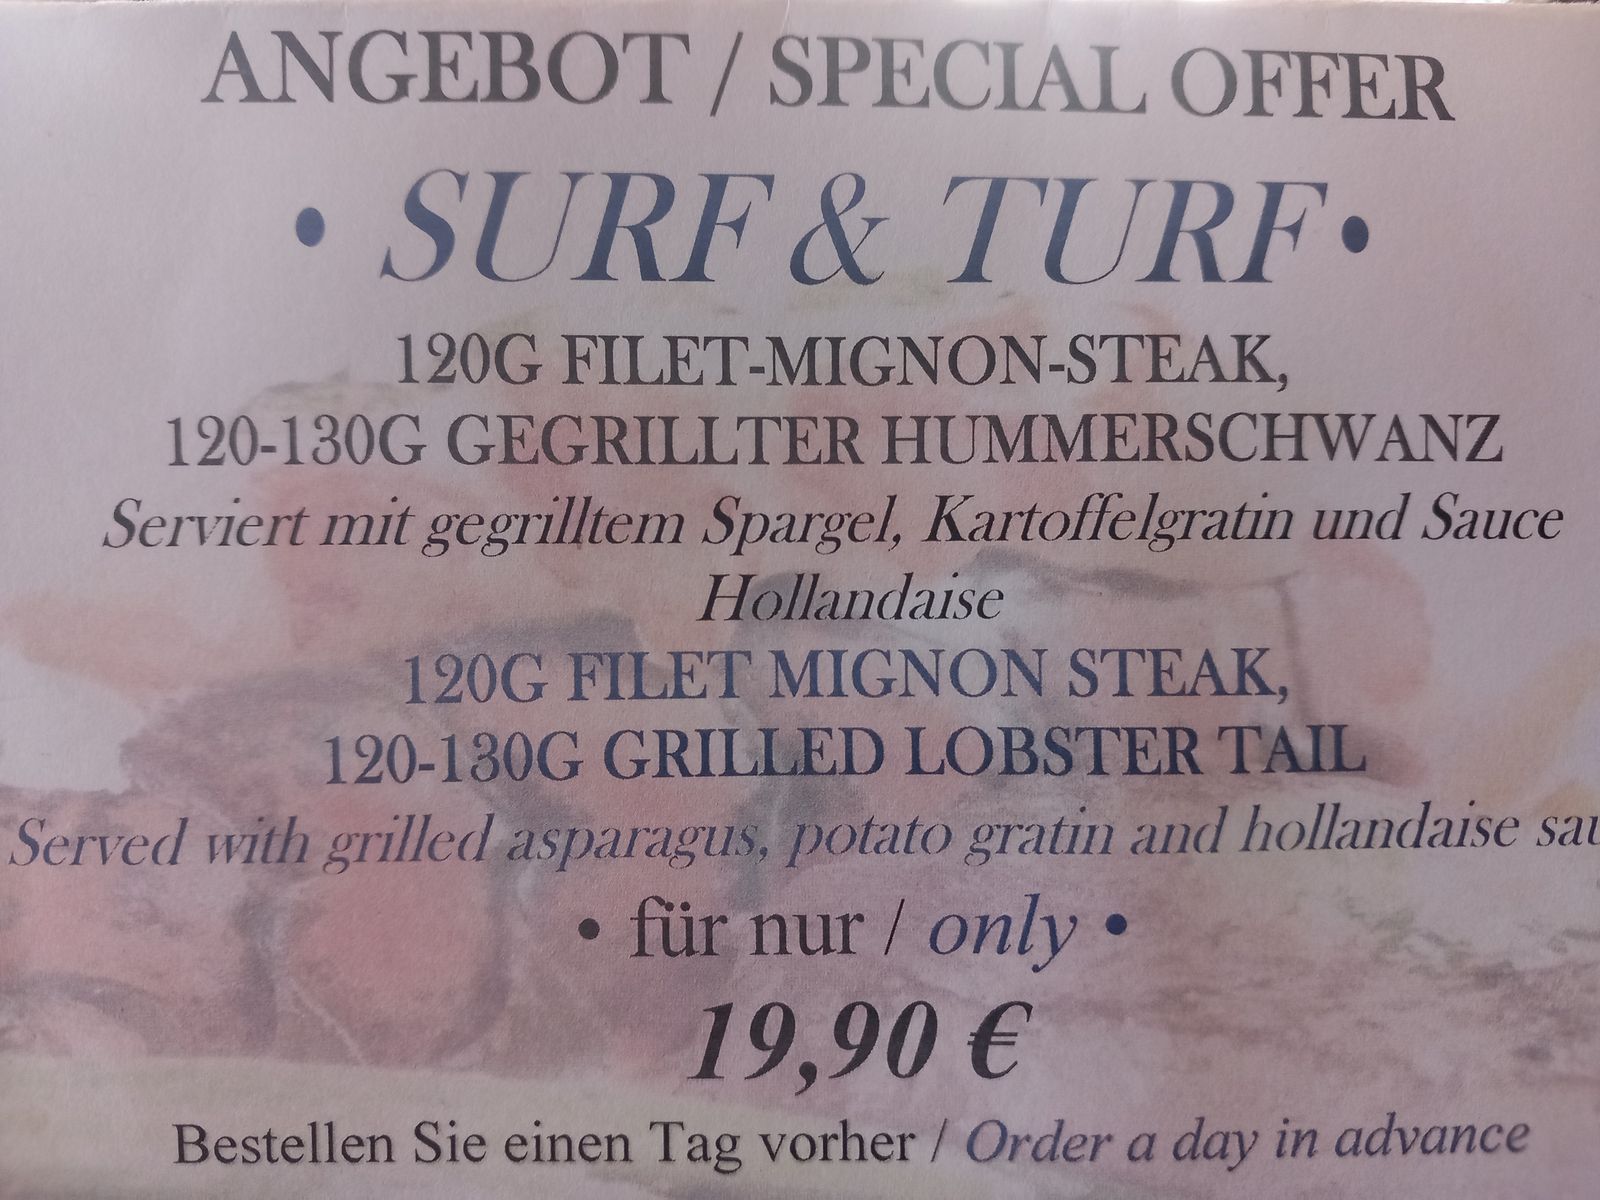 ANGEBOT / SPECIAL OFFER
• SURF & TURF •
120G FILET-MIGNON-STEAK,
120-130G GEGRILLTER HUMMERSCHWANZ
Serviert mit gegrilltem Spargel, Kartoffelgratin und Sauce
Hollandaise
120G FILET MIGNON STEAK,
120-130G GRILLED LOBSTER TAIL
Served with grilled asparagus, potato gratin and hollandaise
• für nur / only •
19,90 €
Bestellen Sie einen Tag vorher / Order a day in advance